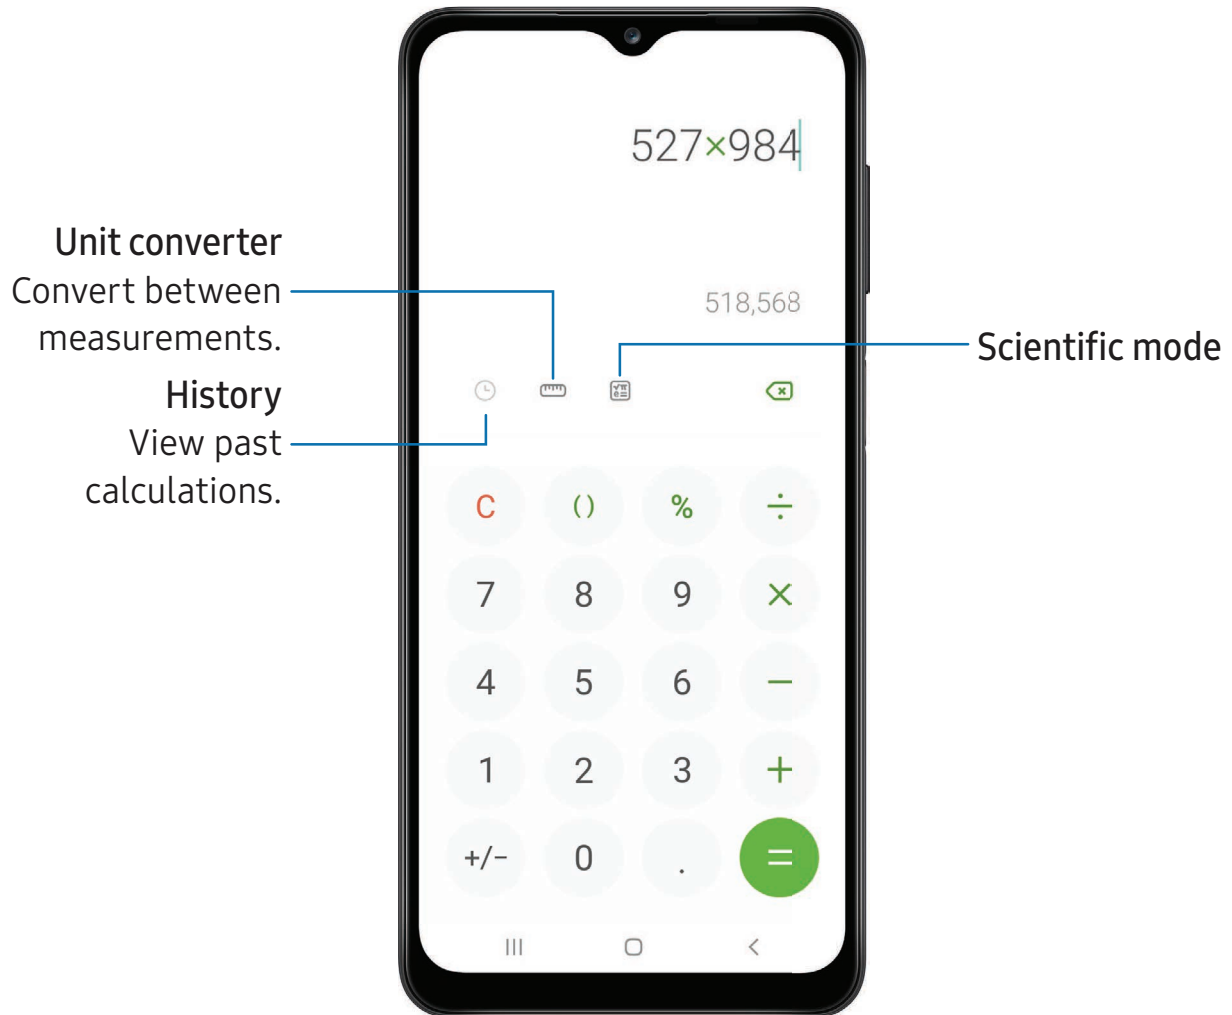 527×984
518,568
Unit converter
Convert between
measurements.
History
View past
calculations.
Scientific mode
√π
e=
C () % ÷
7 8 9 ×
4 5 6 −
1 2 3 +
+/− 0 . =